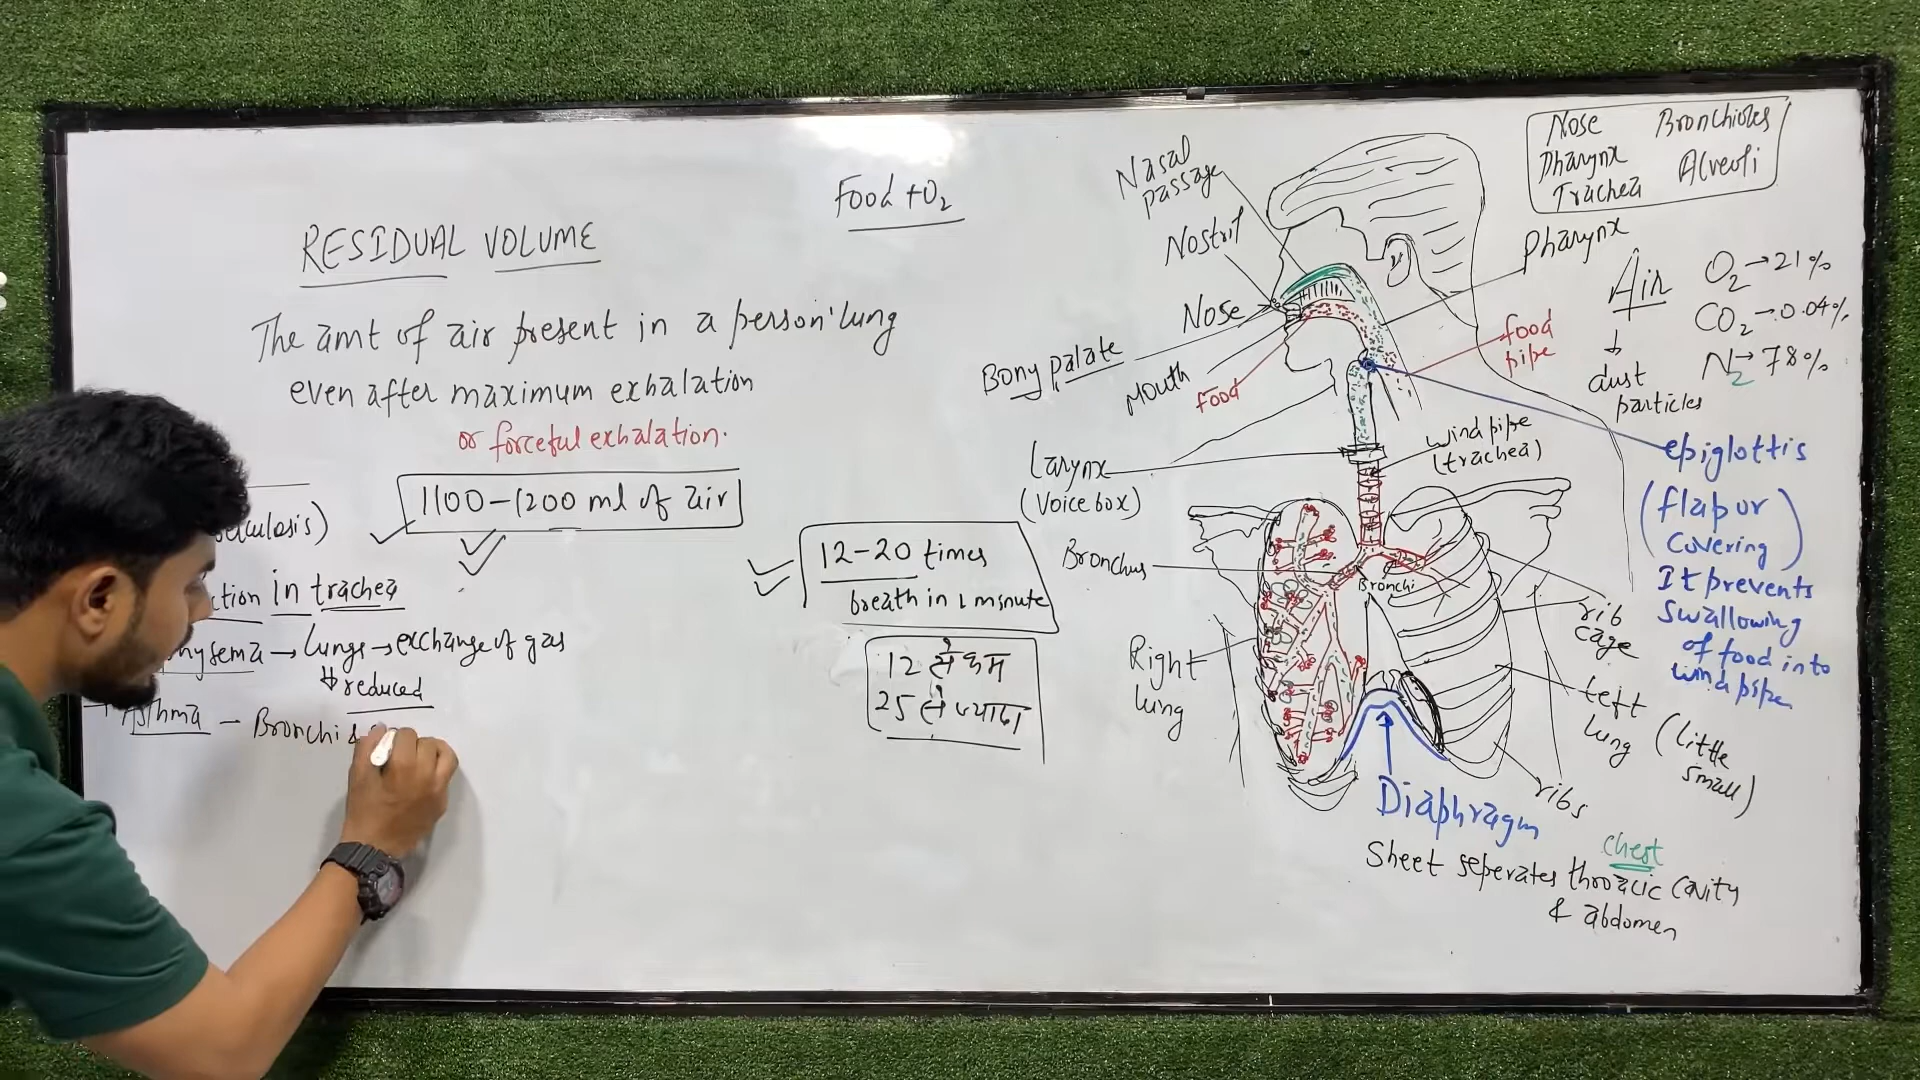 Food + O2
RESIDUAL VOLUME
The amt of air present in a person' lung
even after maximum exhalation
or forceful exhalation.
1100-1200 ml of air
culosis)
ction in trachea
hysema → Lungs → exchange of gas
reduced
→ Asthma - Bronchi &
12-20 times
breath in 1 minute
12 से कम
25 से ज्यादा
Nose
Pharynx
Trachea
Bronchioles
Alveoli
Nasal
passage
Nostril
Nose
Bony palate
Mouth
Food
Larynx
(Voice box)
Bronchus
Right
lung
Pharynx
food
pipe
Wind pipe
(trachea)
Bronchi
Air
dust
particles
O2 → 21%
CO2 → 0.04%
N2 → 78%
epiglottis
(flap or
covering)
It prevents
swallowing
of food into
wind pipe
rib
cage
Left
lung (little
small)
ribs
Diaphragm
Chest
Sheet seperates throacic cavity
& abdomen